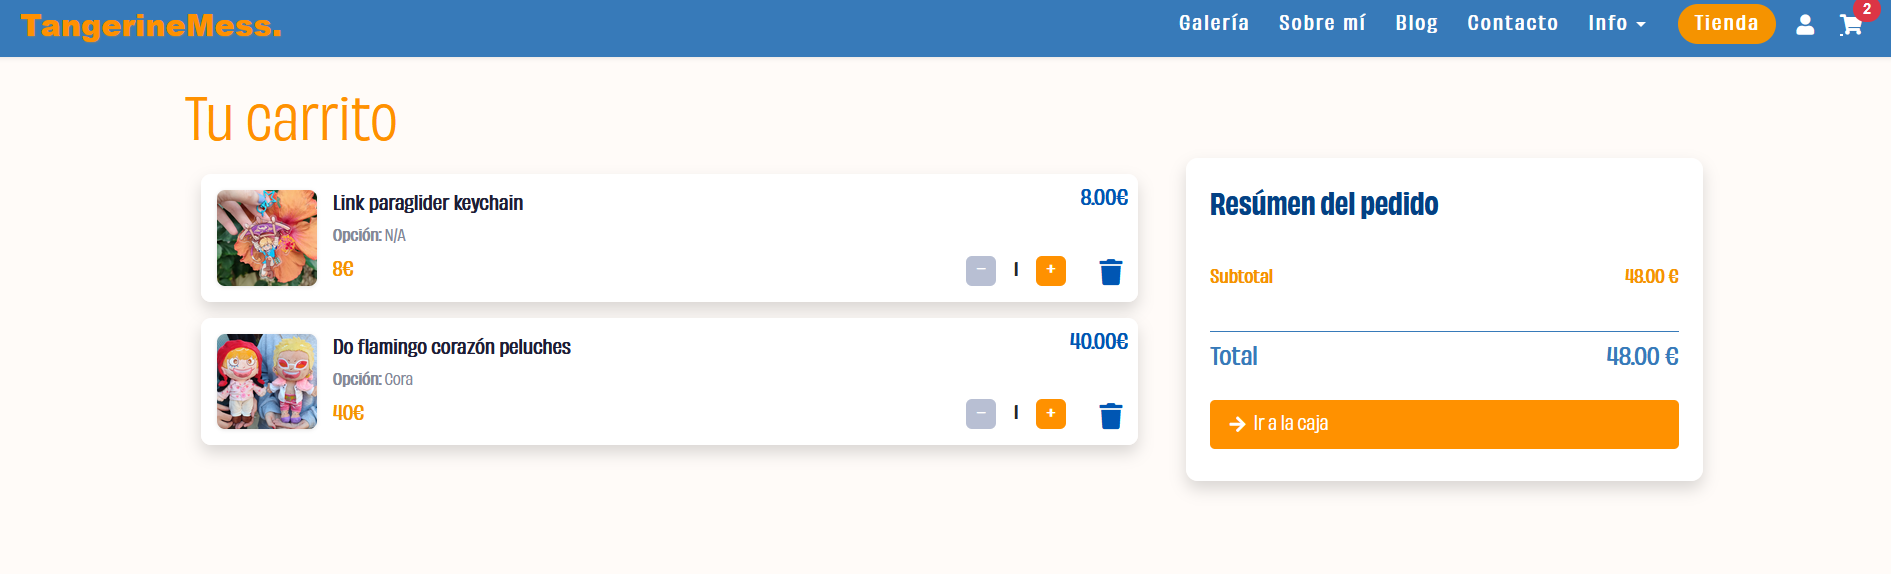 TangerineMess.
Galería Sobre mí Blog Contacto Info Tienda 2
Tu carrito
Link paraglider keychain
8.00€
Opción: N/A
8€
− 1 +
Do flamingo corazón peluches
40.00€
Opción: Cora
40€
− 1 +
Resúmen del pedido
Subtotal 48.00 €
Total 48.00 €
Ir a la caja